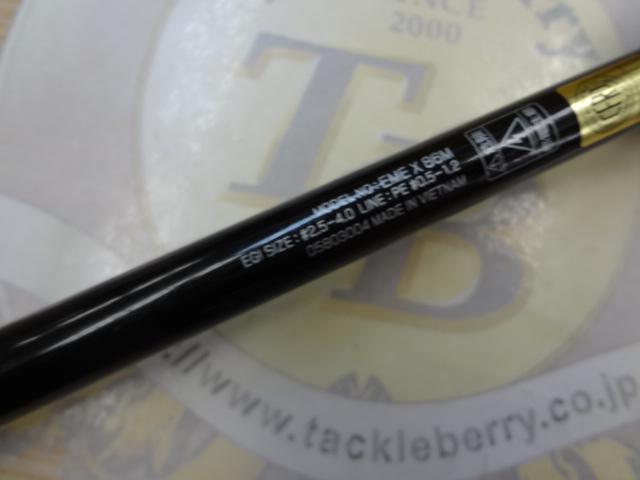 SINCE
2000
TB
MODEL.NO:EME X 86M
EGI SIZE:#2.5-4.0 LINE:PE #0.5-1.2
05803004 MADE IN VIETNAM
://www.tackleberry.co.jp